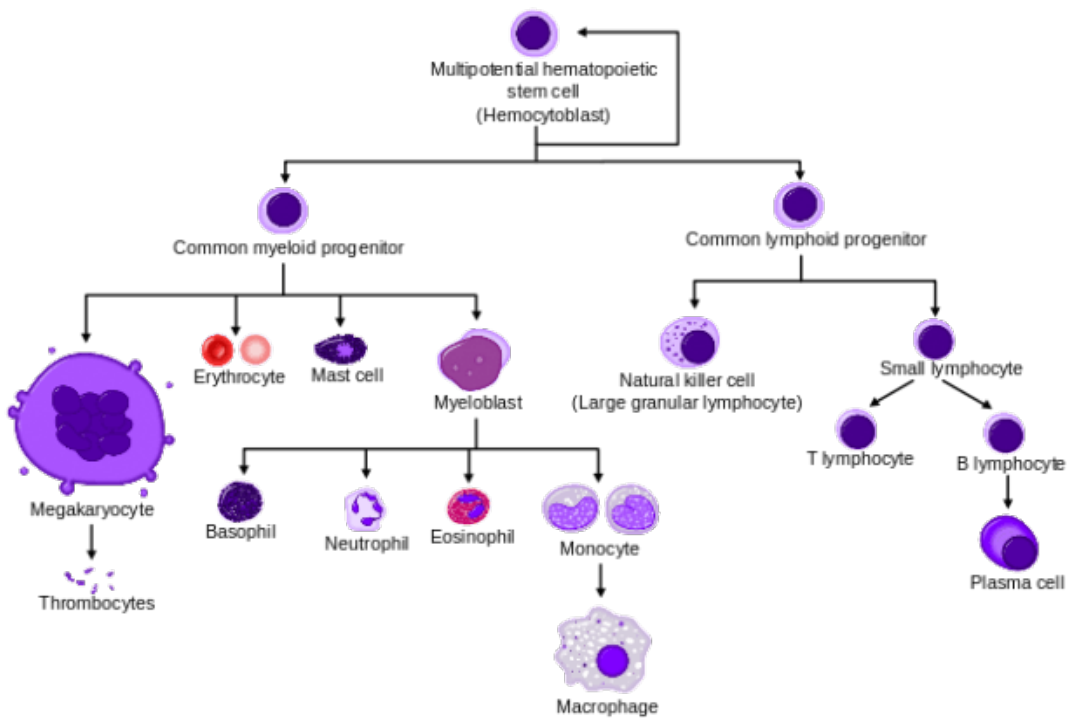 Multipotential hematopoietic
stem cell
(Hemocytoblast)
Common myeloid progenitor
Common lymphoid progenitor
Erythrocyte
Mast cell
Myeloblast
Natural killer cell
(Large granular lymphocyte)
Small lymphocyte
T lymphocyte
B lymphocyte
Megakaryocyte
Basophil
Neutrophil
Eosinophil
Monocyte
Plasma cell
Thrombocytes
Macrophage